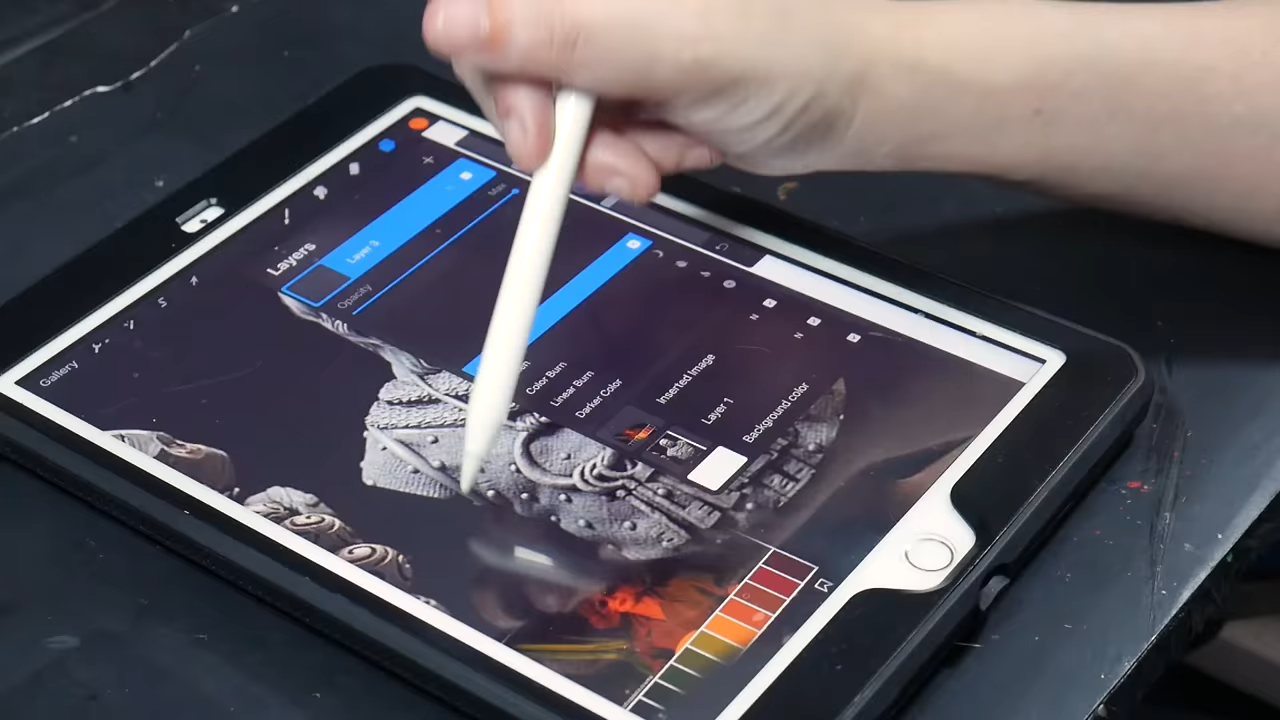 Gallery
Layers
Layer 3
Opacity
Max
Color Burn
Linear Burn
Darker Color
Inserted Image
N
Layer 1
N
Background color